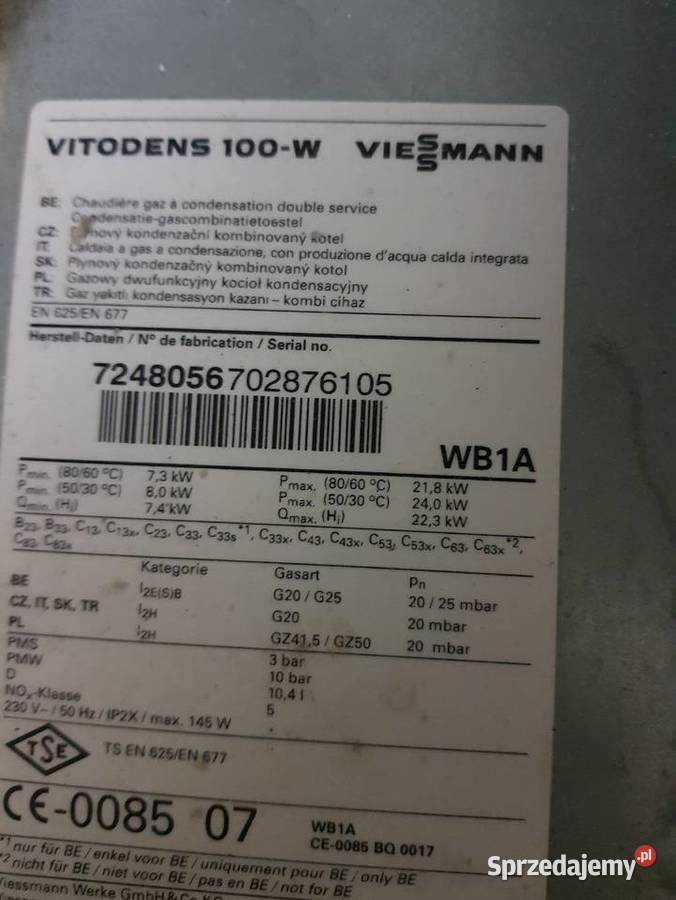 VITODENS 100-W VIESSMANN
BE: Chaudière gaz à condensation double service
Condensatie-gascombinatietoestel
CZ: kondenzační kombinovaný kotel
IT: Caldaia a gas a condensazione, con produzione d'acqua calda integrata
SK: Plynový kondenzačný kombinovaný kotol
PL: Gazowy dwufunkcyjny kocioł kondensacyjny
TR: Gaz yakıtlı kondensasyon kazanı – kombi cihaz
EN 625/EN 677
Herstell-Daten / N° de fabrication / Serial no.
7248056702876105
WB1A
Pmin. (80/60 °C) 7,3 kW Pmax. (80/60 °C) 21,8 kW
Pmin. (50/30 °C) 8,0 kW Pmax. (50/30 °C) 24,0 kW
Qmin. (Hi) 7,4 kW Qmax. (Hi) 22,3 kW
B23, B33, C13, C13x, C23, C33, C33s*1, C33x, C43, C43x, C53, C53x, C63, C63x*2,
C83, C83x
Kategorie Gasart Pn
BE I2E(S)B G20 / G25 20 / 25 mbar
CZ, IT, SK, TR I2H G20 20 mbar
PL I2H GZ41,5 / GZ50 20 mbar
PMS 3 bar
PMW 10 bar
D 10,4 l
NOx-Klasse 5
230 V~ / 50 Hz / IP2X / max. 145 W
TSE TS EN 625/EN 677
CE-0085 07
WB1A
CE-0085 BQ 0017
*1 nur für BE / enkel voor BE / uniquement pour BE / only BE
*2 nicht für BE / niet voor BE / pas en BE / not for BE
Viessmann Werke GmbH & Co KG
Sprzedajemy.pl